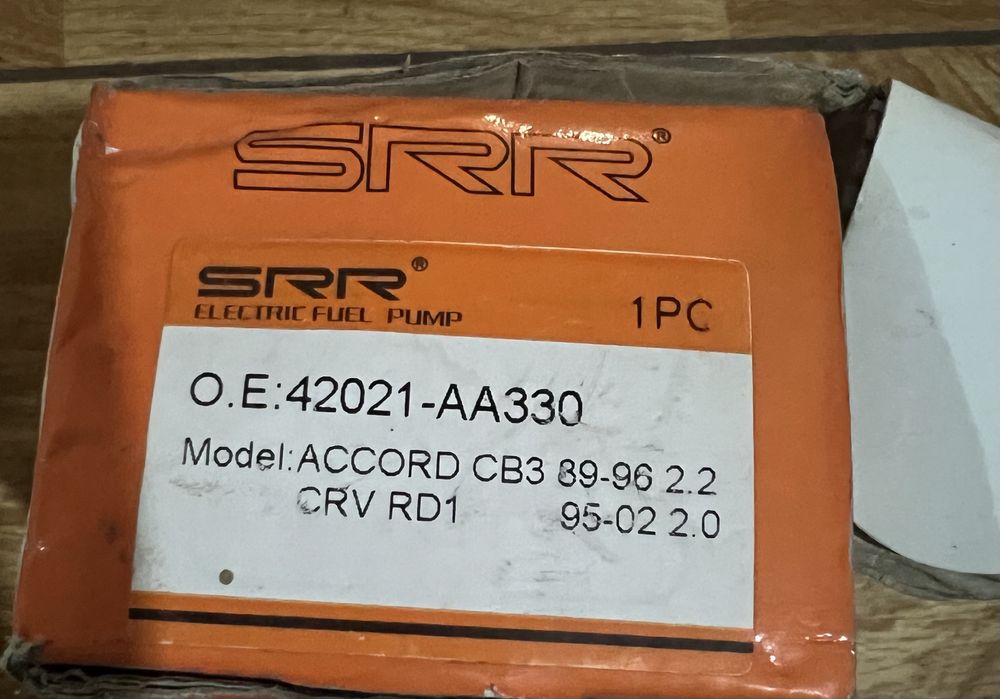 SRR®
SRR®
ELECTRIC FUEL PUMP
1PC
O.E:42021-AA330
Model:ACCORD CB3 89-96 2.2
CRV RD1 95-02 2.0